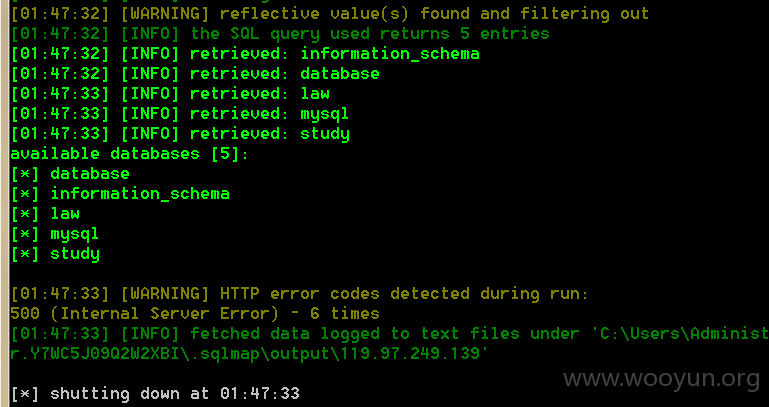 [01:47:32] [WARNING] reflective value(s) found and filtering out
[01:47:32] [INFO] the SQL query used returns 5 entries
[01:47:32] [INFO] retrieved: information_schema
[01:47:32] [INFO] retrieved: database
[01:47:33] [INFO] retrieved: law
[01:47:33] [INFO] retrieved: mysql
[01:47:33] [INFO] retrieved: study
available databases [5]:
[*] database
[*] information_schema
[*] law
[*] mysql
[*] study
[01:47:33] [WARNING] HTTP error codes detected during run:
500 (Internal Server Error) - 6 times
[01:47:33] [INFO] fetched data logged to text files under 'C:\Users\Administ
r.Y7WC5J09Q2W2XBI\.sqlmap\output\119.97.249.139'
[*] shutting down at 01:47:33
www.wooyun.org